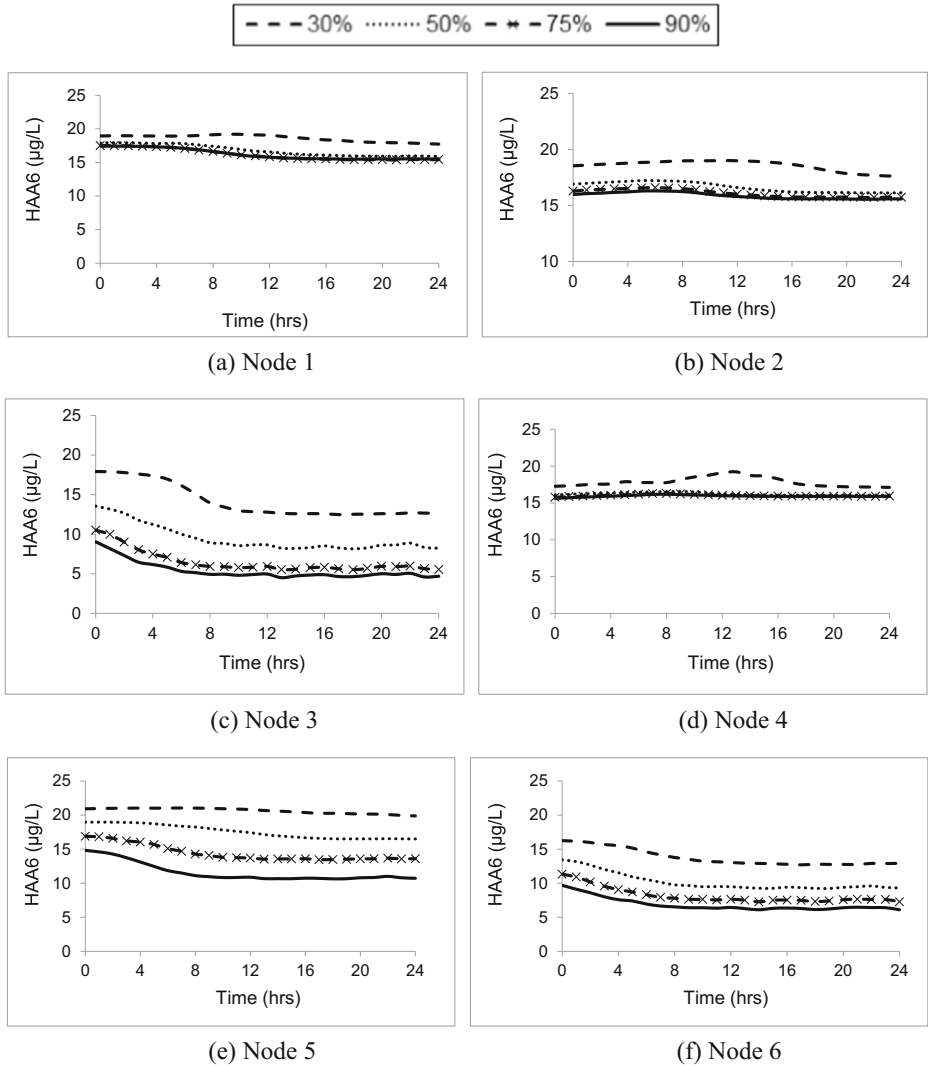 30% 50% 75% 90%
25
20
15
10
5
0
HAA6 (µg/L)
0 4 8 12 16 20 24
Time (hrs)
(a) Node 1
25
20
15
10
HAA6 (µg/L)
0 4 8 12 16 20 24
Time (hrs)
(b) Node 2
25
20
15
10
5
0
HAA6 (µg/L)
0 4 8 12 16 20 24
Time (hrs)
(c) Node 3
25
20
15
10
5
0
HAA6 (µg/L)
0 4 8 12 16 20 24
Time (hrs)
(d) Node 4
25
20
15
10
5
0
HAA6 (µg/L)
0 4 8 12 16 20 24
Time (hrs)
(e) Node 5
25
20
15
10
5
0
HAA6 (µg/L)
0 4 8 12 16 20 24
Time (hrs)
(f) Node 6